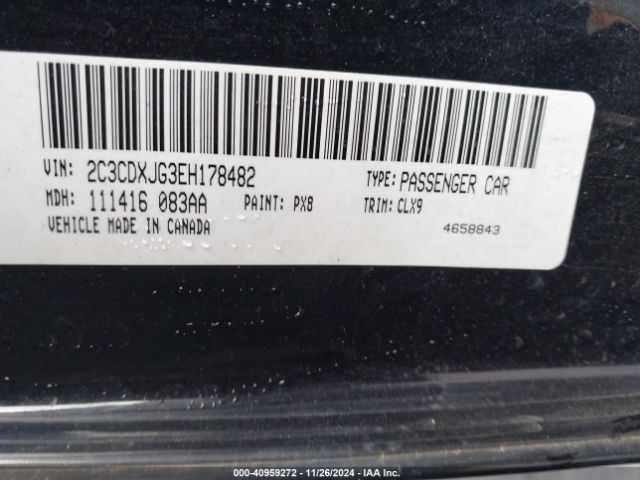 VIN: 2C3CDXJG3EH178482 TYPE: PASSENGER CAR
MDH: 111416 083AA PAINT: PX8 TRIM: CLX9
VEHICLE MADE IN CANADA 4658843
000-40959272 - 11/26/2024 - IAA Inc.